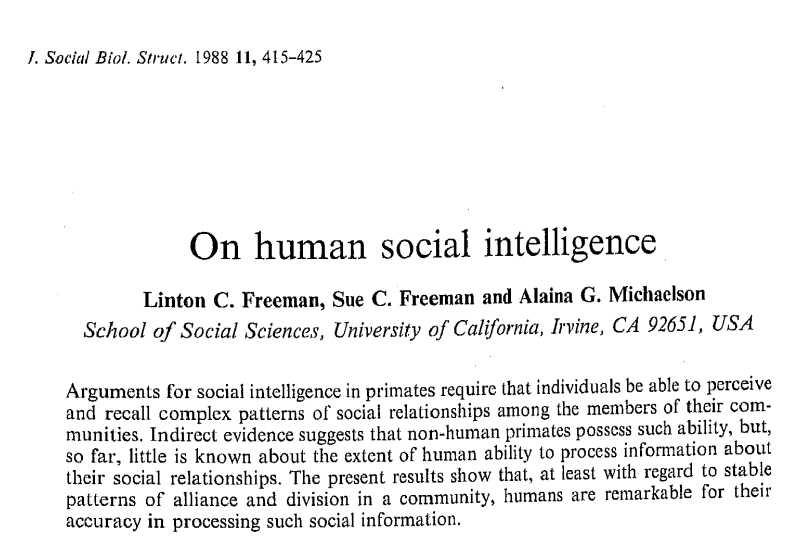 J. Social Biol. Struct. 1988 11, 415–425
On human social intelligence
Linton C. Freeman, Sue C. Freeman and Alaina G. Michaelson
School of Social Sciences, University of California, Irvine, CA 92651, USA
Arguments for social intelligence in primates require that individuals be able to perceive
and recall complex patterns of social relationships among the members of their com-
munities. Indirect evidence suggests that non-human primates possess such ability, but,
so far, little is known about the extent of human ability to process information about
their social relationships. The present results show that, at least with regard to stable
patterns of alliance and division in a community, humans are remarkable for their
accuracy in processing such social information.